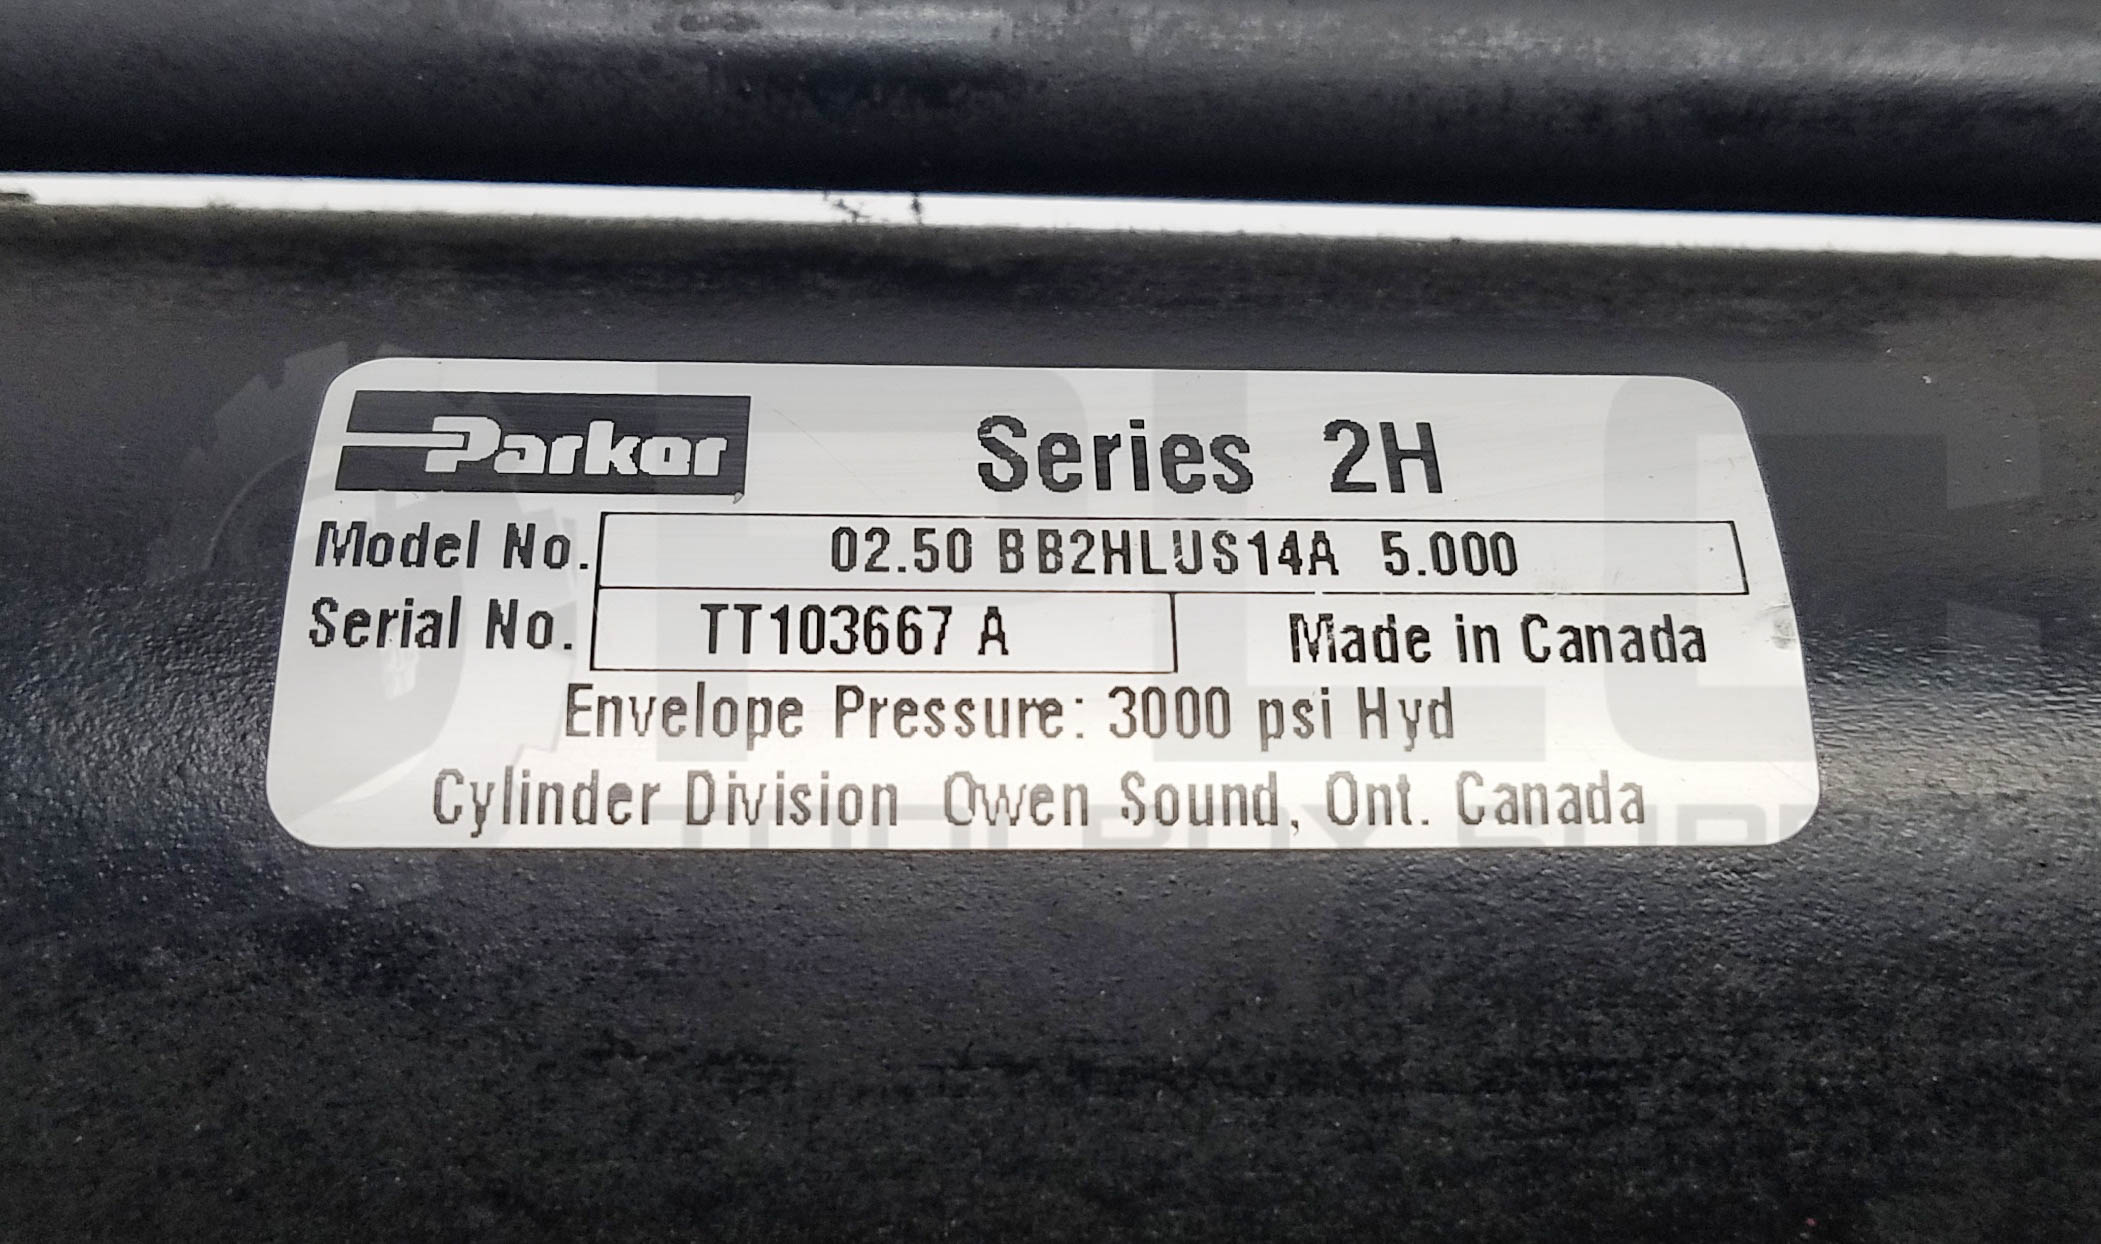 Parker Series 2H
Model No. 02.50 BB2HLUS14A 5.000
Serial No. TT103667 A Made in Canada
Envelope Pressure: 3000 psi Hyd
Cylinder Division Owen Sound, Ont. Canada
PLC